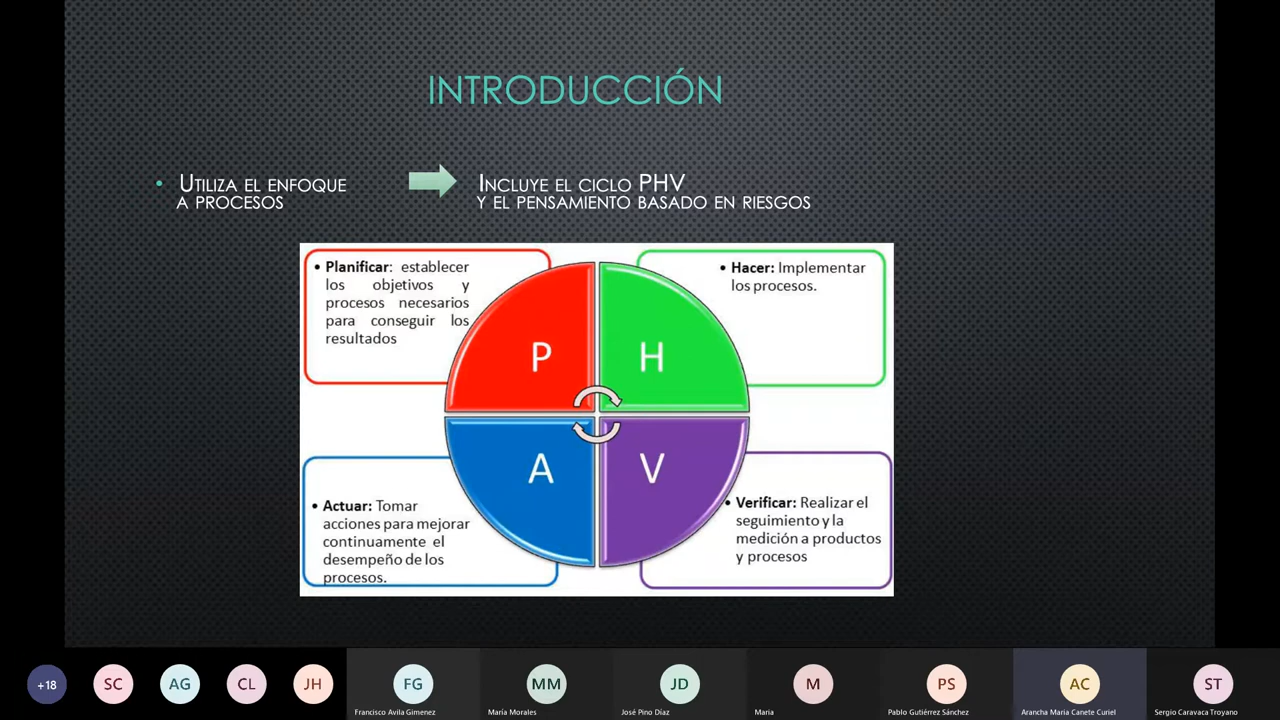 INTRODUCCIÓN
• UTILIZA EL ENFOQUE
A PROCESOS
INCLUYE EL CICLO PHV
Y EL PENSAMIENTO BASADO EN RIESGOS
• Planificar: establecer
los objetivos y
procesos necesarios
para conseguir los
resultados
• Hacer: Implementar
los procesos.
P
H
A
V
• Actuar: Tomar
acciones para mejorar
continuamente el
desempeño de los
procesos.
• Verificar: Realizar el
seguimiento y la
medición a productos
y procesos
+18
SC
AG
CL
JH
FG
Francisco Avila Gimenez
MM
María Morales
JD
José Pino Díaz
M
Maria
PS
Pablo Gutiérrez Sánchez
AC
Arancha Maria Canete Curiel
ST
Sergio Caravaca Troyano